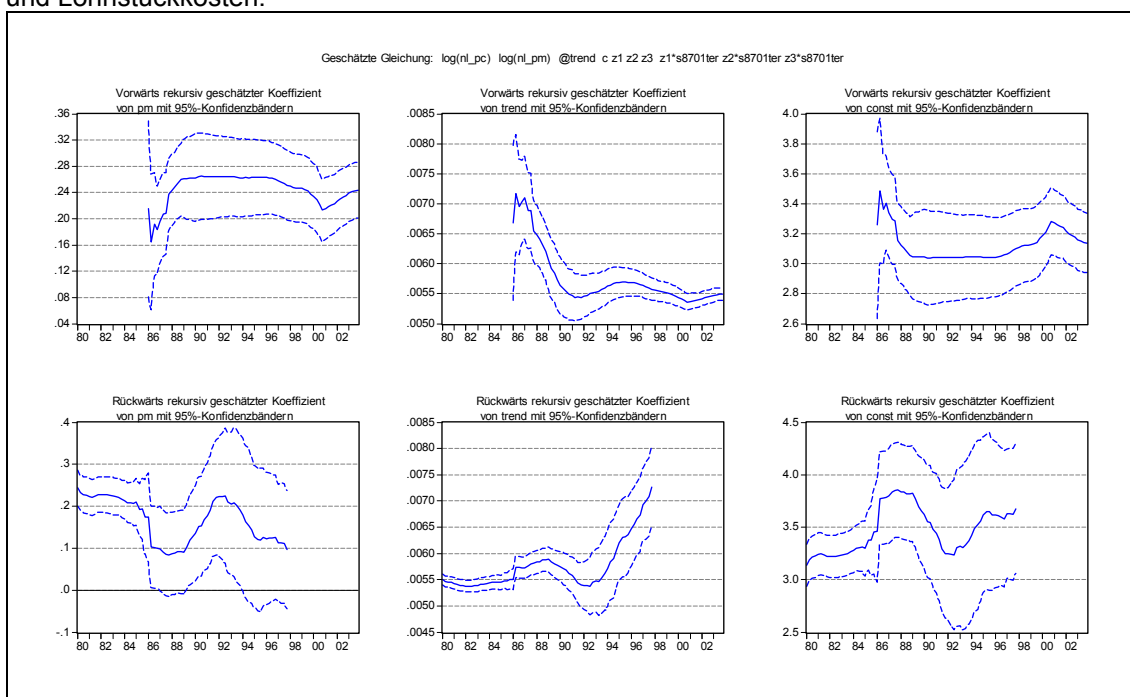 und Lohnstückkosten.
Geschätzte Gleichung: log(nl_pc) log(nl_pm) @trend c z1 z2 z3 z1*s8701ter z2*s8701ter z3*s8701ter
Vorwärts rekursiv geschätzter Koeffizient
von pm mit 95%-Konfidenzbändern
.36
.32
.28
.24
.20
.16
.12
.08
.04
80 82 84 86 88 90 92 94 96 98 00 02
Vorwärts rekursiv geschätzter Koeffizient
von trend mit 95%-Konfidenzbändern
.0085
.0080
.0075
.0070
.0065
.0060
.0055
.0050
80 82 84 86 88 90 92 94 96 98 00 02
Vorwärts rekursiv geschätzter Koeffizient
von const mit 95%-Konfidenzbändern
4.0
3.8
3.6
3.4
3.2
3.0
2.8
2.6
80 82 84 86 88 90 92 94 96 98 00 02
Rückwärts rekursiv geschätzter Koeffizient
von pm mit 95%-Konfidenzbändern
.4
.3
.2
.1
.0
-.1
80 82 84 86 88 90 92 94 96 98 00 02
Rückwärts rekursiv geschätzter Koeffizient
von trend mit 95%-Konfidenzbändern
.0085
.0080
.0075
.0070
.0065
.0060
.0055
.0050
.0045
80 82 84 86 88 90 92 94 96 98 00 02
Rückwärts rekursiv geschätzter Koeffizient
von const mit 95%-Konfidenzbändern
4.5
4.0
3.5
3.0
2.5
80 82 84 86 88 90 92 94 96 98 00 02